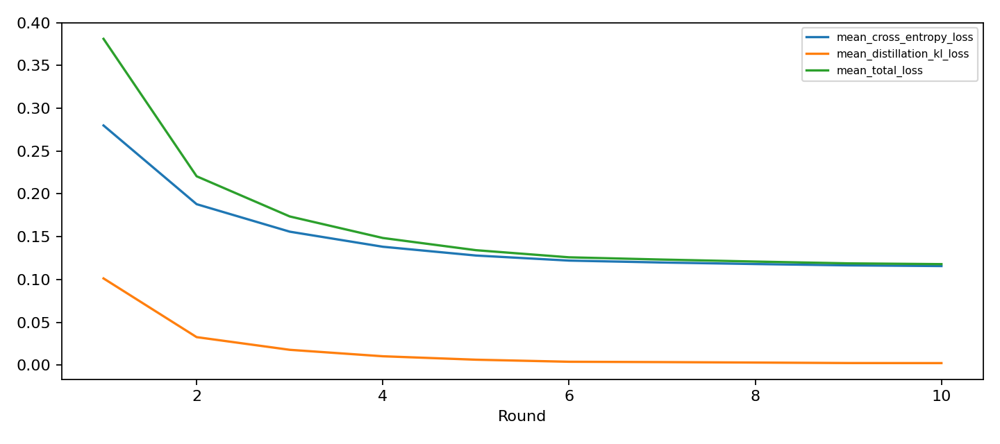 0.40
0.35
0.30
0.25
0.20
0.15
0.10
0.05
0.00
mean_cross_entropy_loss
mean_distillation_kl_loss
mean_total_loss
2 4 6 8 10
Round